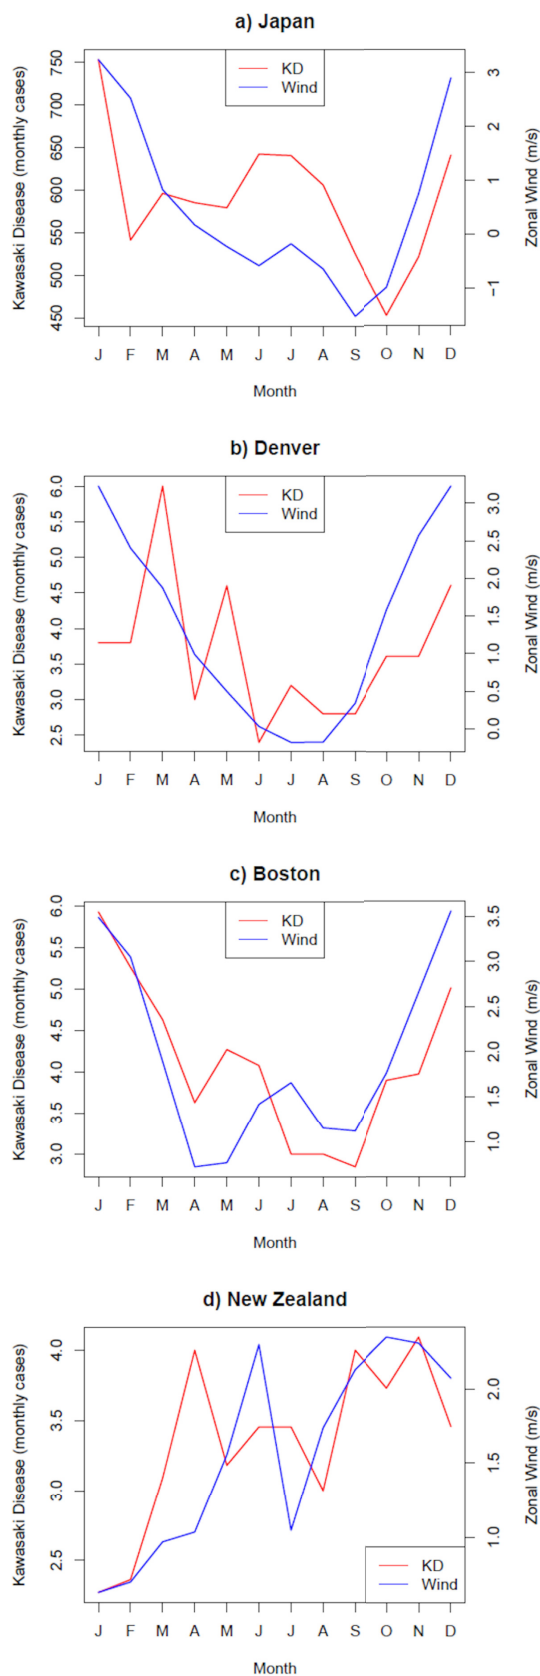 a) Japan
KD
Wind
Kawasaki Disease (monthly cases)
750
700
650
600
550
500
450
Zonal Wind (m/s)
3
2
1
0
−1
J F M A M J J A S O N D
Month
b) Denver
KD
Wind
Kawasaki Disease (monthly cases)
6.0
5.5
5.0
4.5
4.0
3.5
3.0
2.5
Zonal Wind (m/s)
3.0
2.5
2.0
1.5
1.0
0.5
0.0
J F M A M J J A S O N D
Month
c) Boston
KD
Wind
Kawasaki Disease (monthly cases)
6.0
5.5
5.0
4.5
4.0
3.5
3.0
Zonal Wind (m/s)
3.5
3.0
2.5
2.0
1.5
1.0
J F M A M J J A S O N D
Month
d) New Zealand
Kawasaki Disease (monthly cases)
4.0
3.5
3.0
2.5
Zonal Wind (m/s)
2.0
1.5
1.0
KD
Wind
J F M A M J J A S O N D
Month